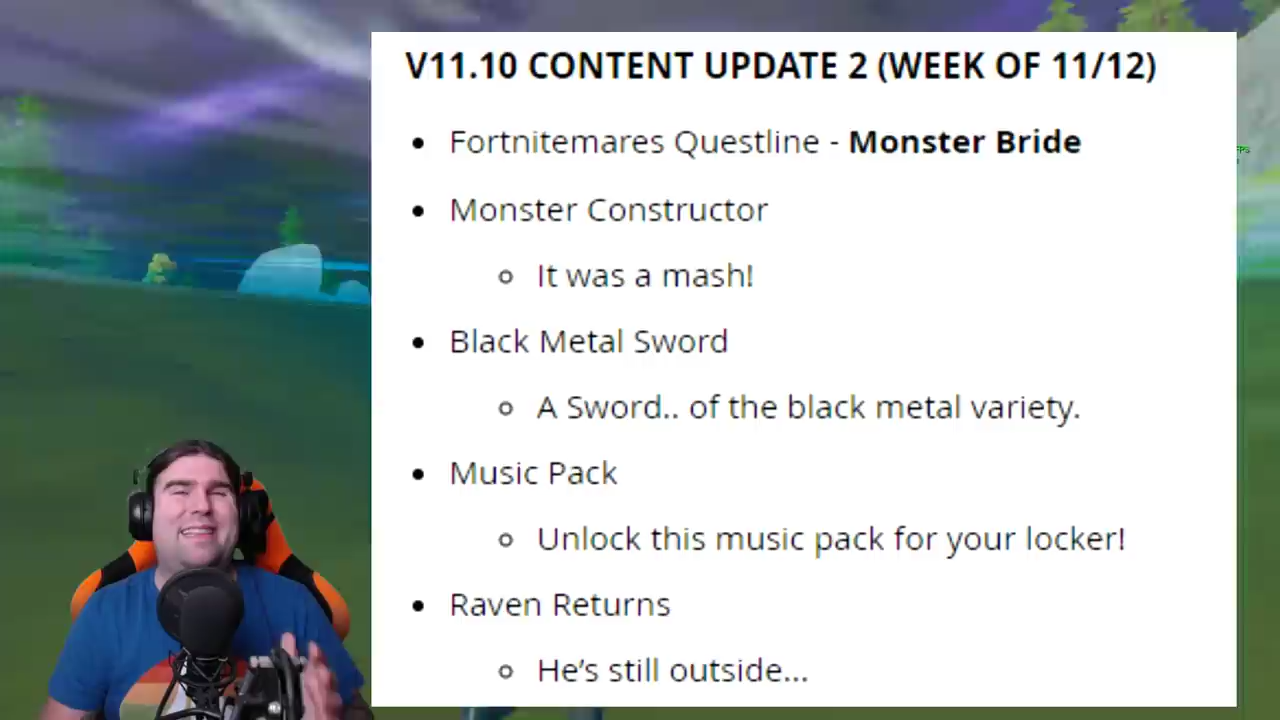 V11.10 CONTENT UPDATE 2 (WEEK OF 11/12)
Fortnitemares Questline - Monster Bride
Monster Constructor
It was a mash!
Black Metal Sword
A Sword.. of the black metal variety.
Music Pack
Unlock this music pack for your locker!
Raven Returns
He’s still outside...